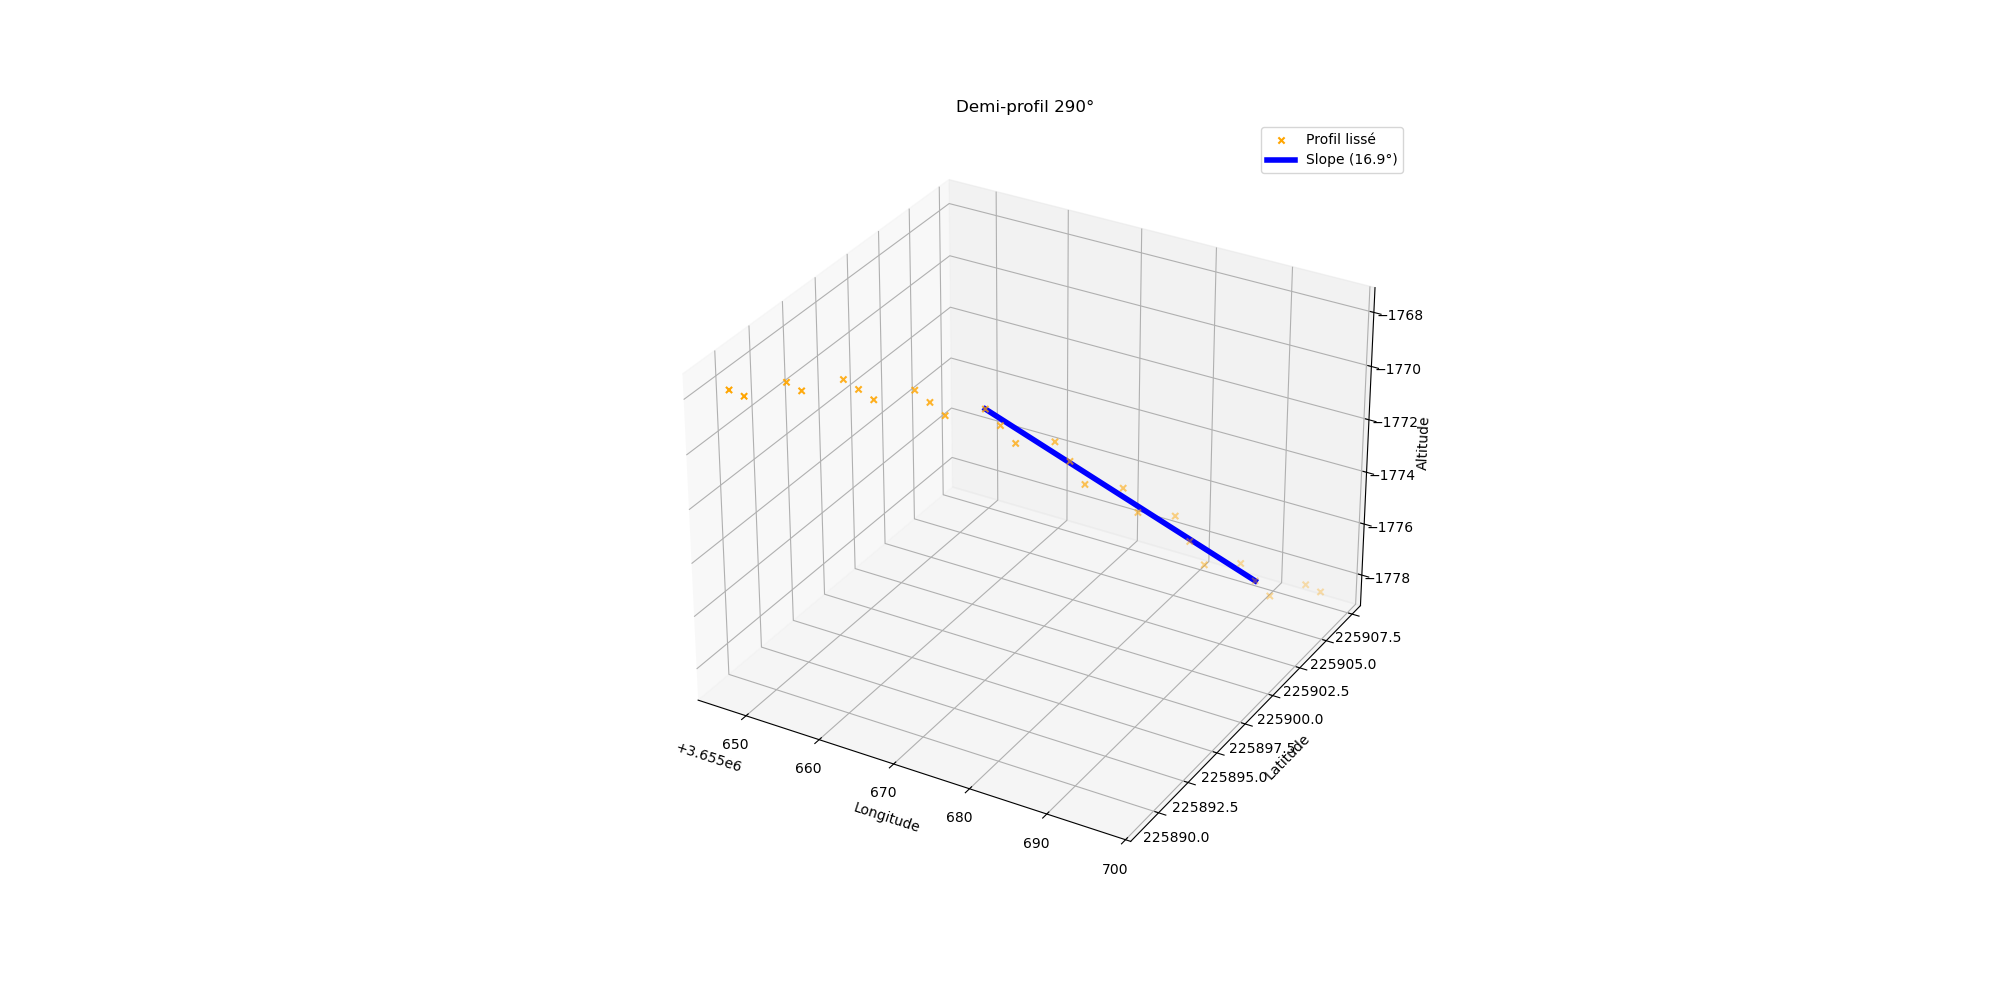 Demi-profil 290°
Profil lissé
Slope (16.9°)
−1768
−1770
−1772
−1774
−1776
−1778
Altitude
225907.5
225905.0
225902.5
225900.0
225897.5
225895.0
225892.5
225890.0
Latitude
650
660
670
680
690
700
+3.655e6
Longitude